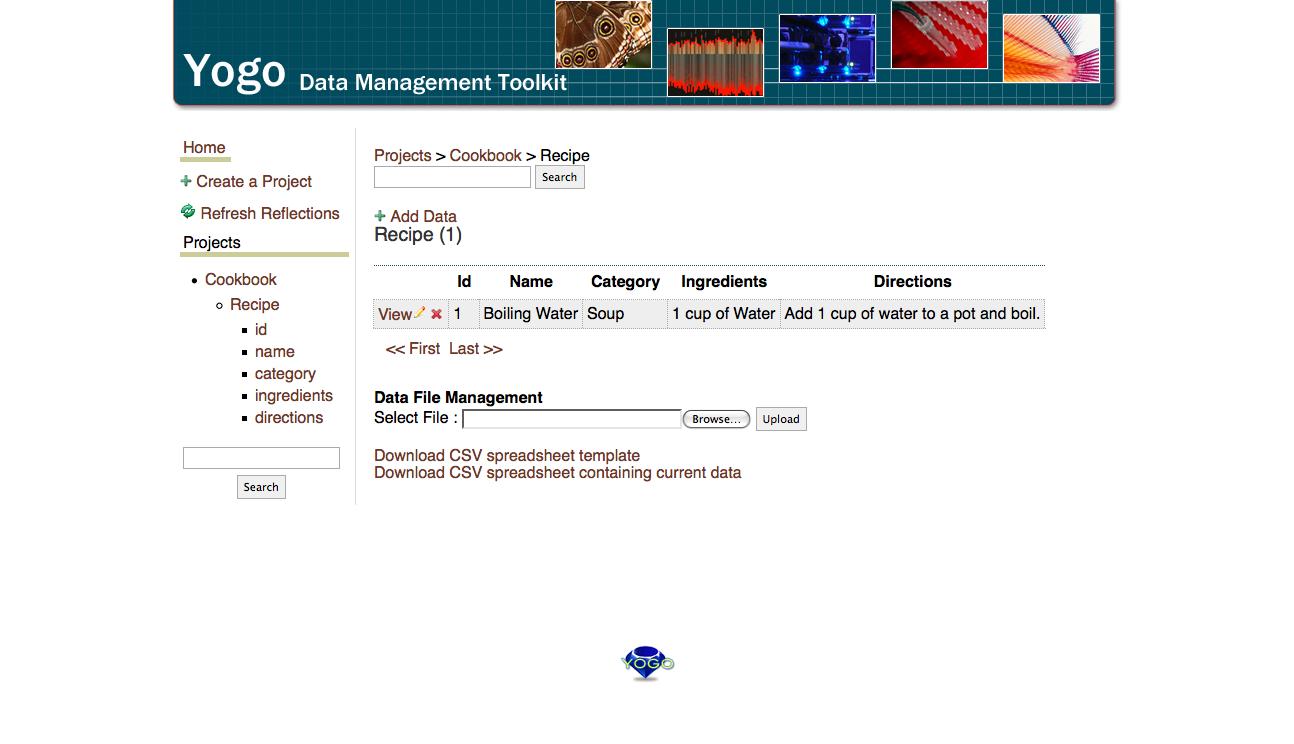 Yogo Data Management Toolkit
Home
Create a Project
Refresh Reflections
Projects
Cookbook
Recipe
id
name
category
ingredients
directions
Search
Projects > Cookbook > Recipe
Search
Add Data
Recipe (1)
Id Name Category Ingredients Directions
View 1 Boiling Water Soup 1 cup of Water Add 1 cup of water to a pot and boil.
<< First Last >>
Data File Management
Select File : Browse... Upload
Download CSV spreadsheet template
Download CSV spreadsheet containing current data
YOGO